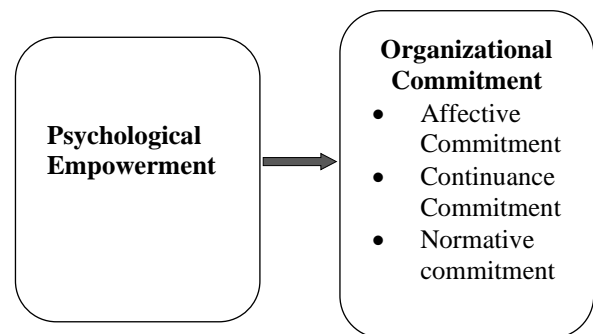 Psychological
Empowerment
Organizational
Commitment
• Affective
Commitment
• Continuance
Commitment
• Normative
commitment